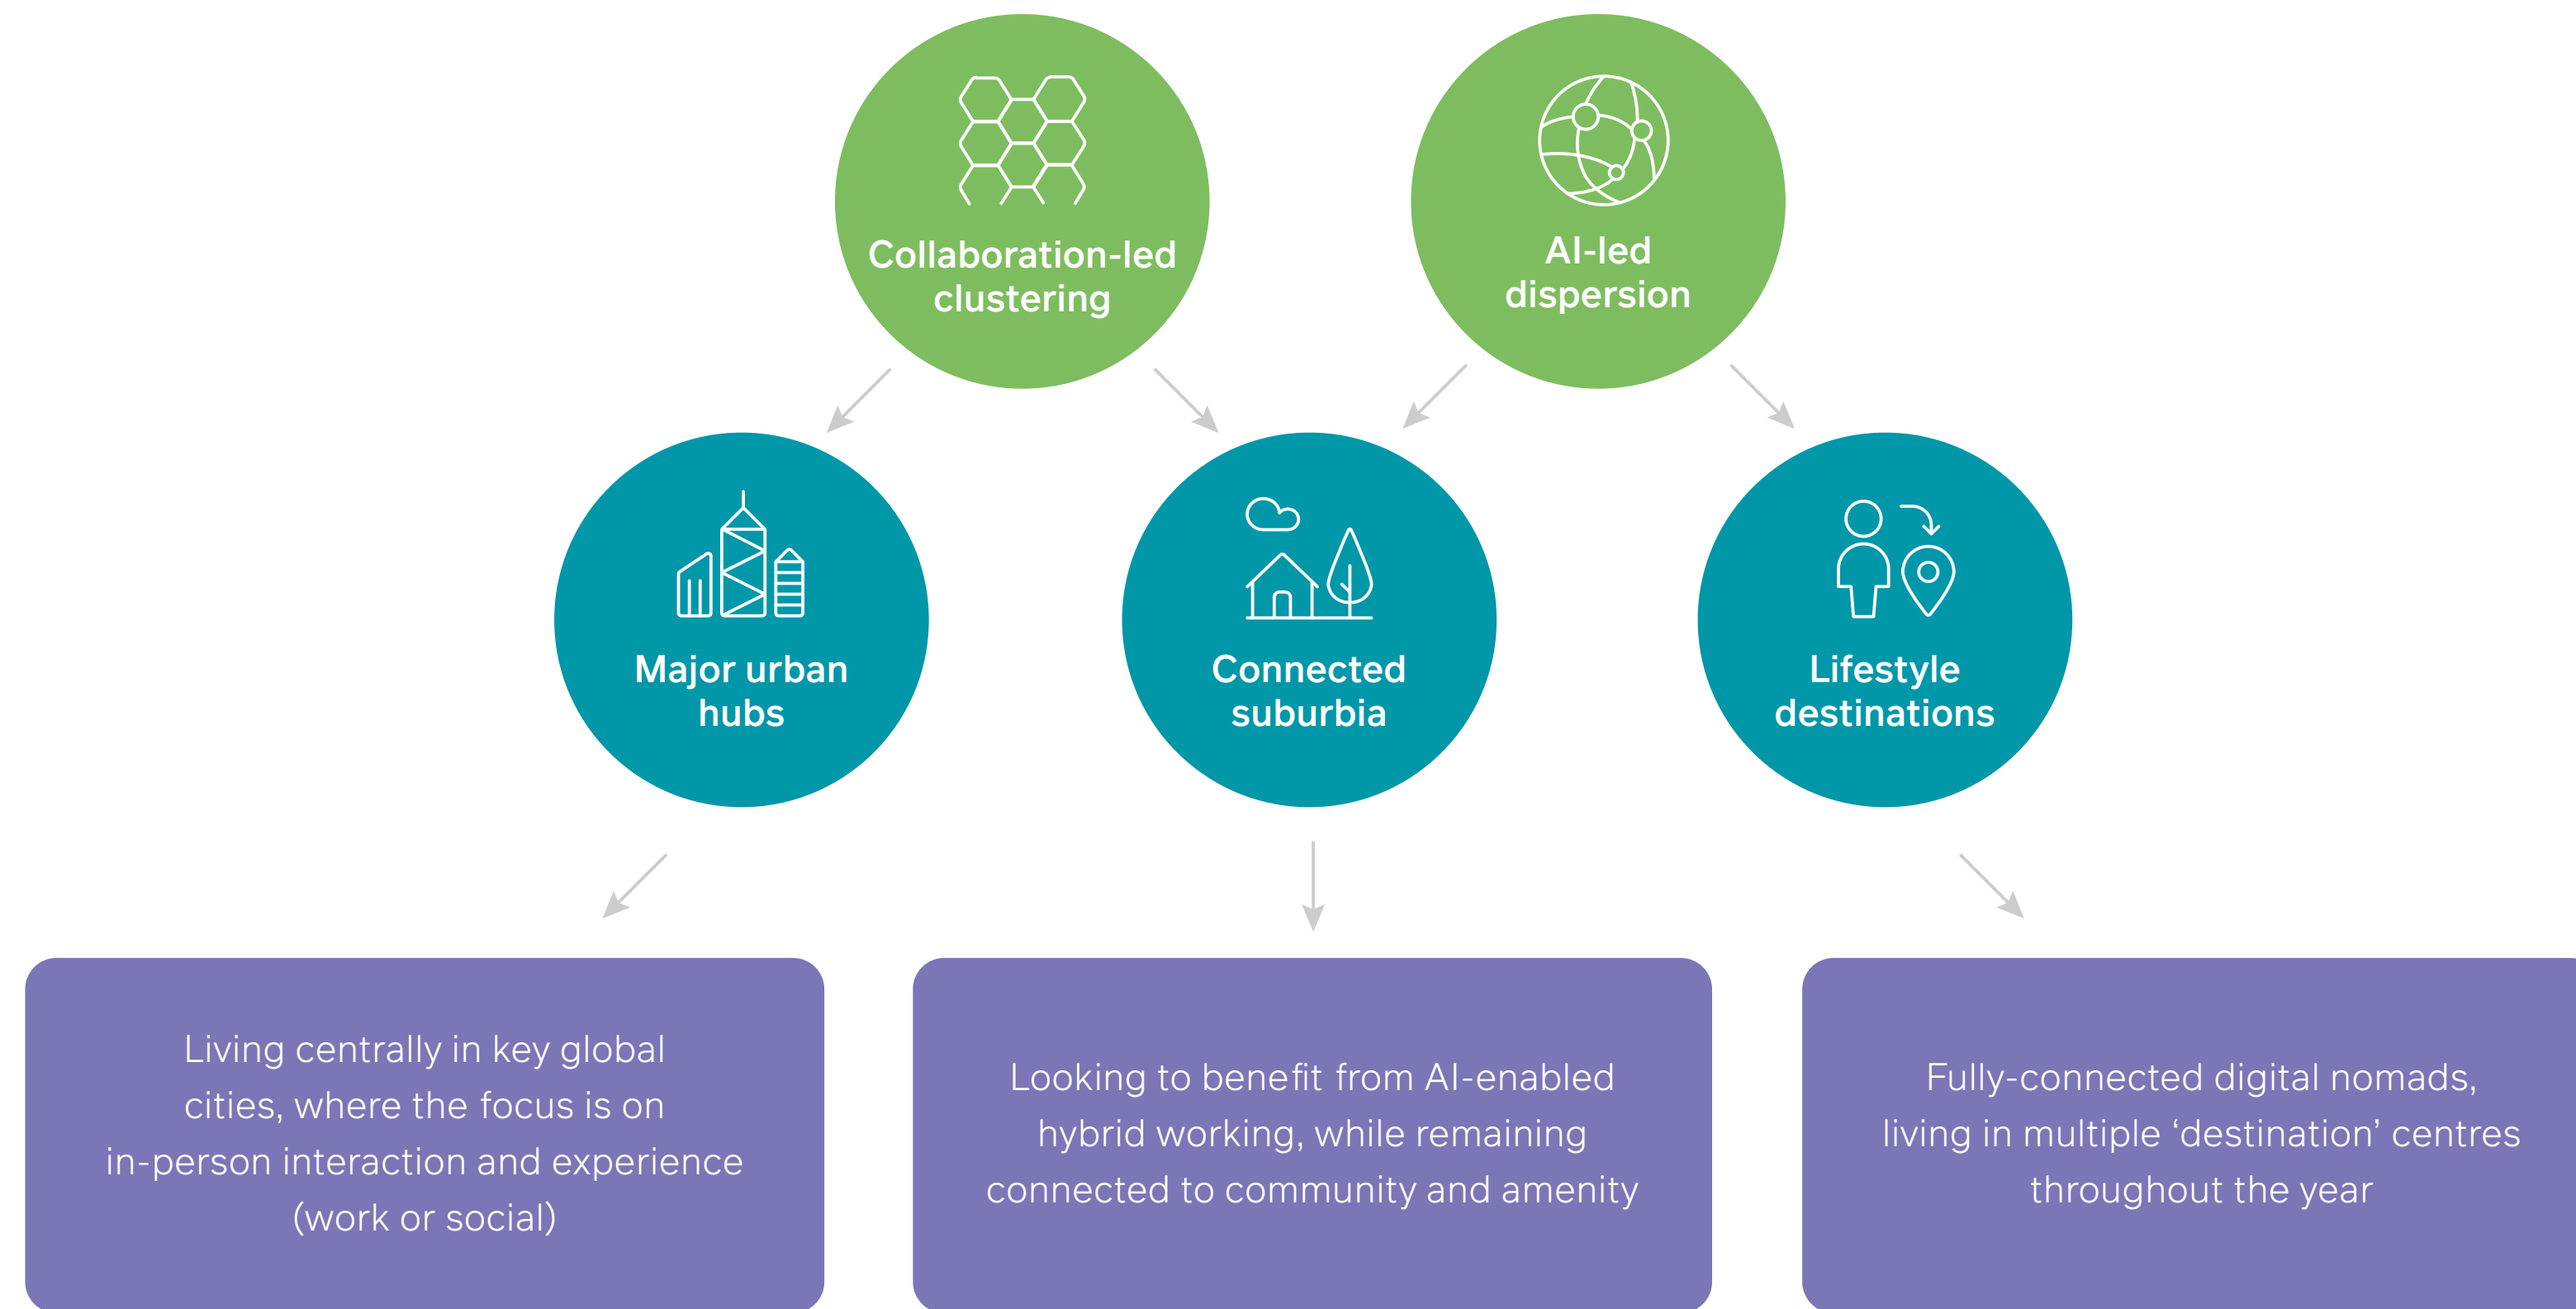 Collaboration-led
clustering
AI-led
dispersion
Major urban
hubs
Connected
suburbia
Lifestyle
destinations
Living centrally in key global
cities, where the focus is on
in-person interaction and experience
(work or social)
Looking to benefit from AI-enabled
hybrid working, while remaining
connected to community and amenity
Fully-connected digital nomads,
living in multiple ‘destination’ centres
throughout the year